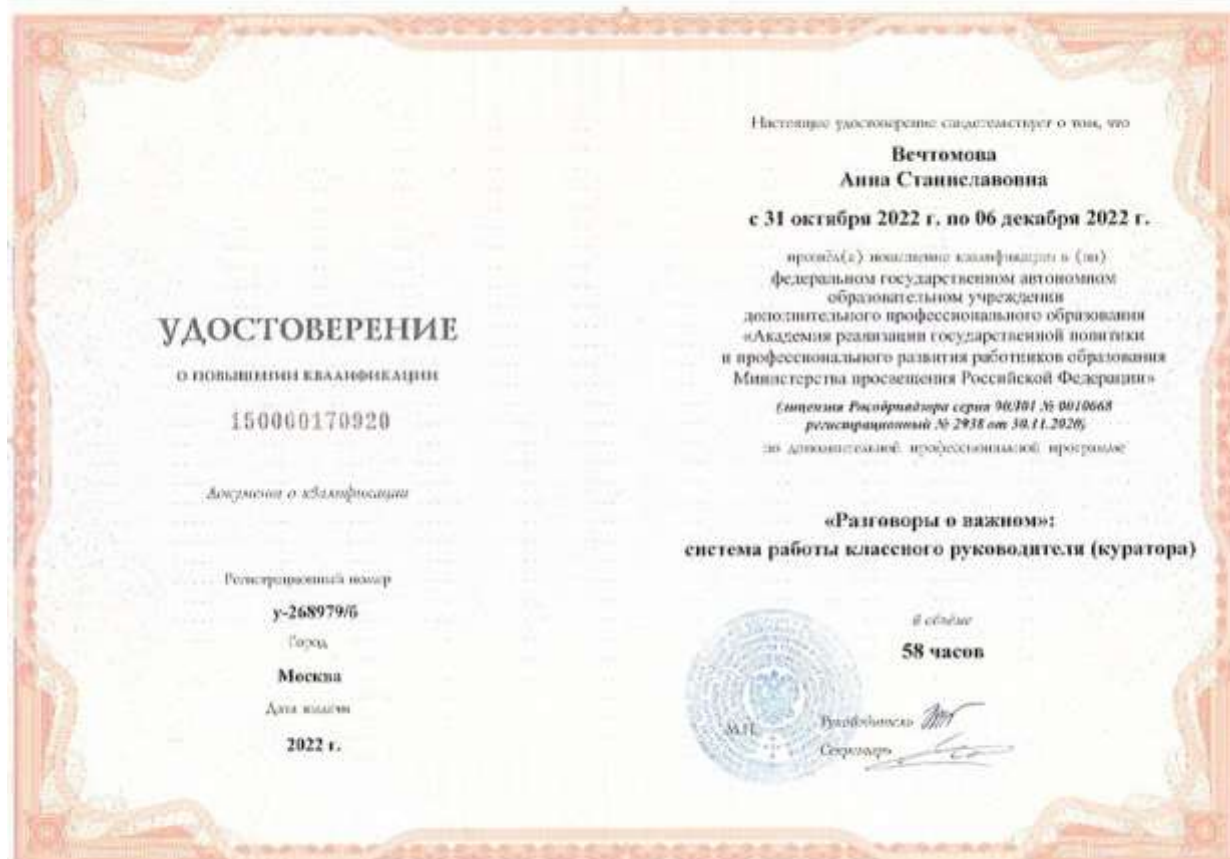 УДОСТОВЕРЕНИЕ
О ПОВЫШЕНИИ КВАЛИФИКАЦИИ
150000170920
Документ о квалификации
Регистрационный номер
у-268979/б
Город
Москва
Дата выдачи
2022 г.
Настоящее удостоверение свидетельствует о том, что
Вечтомова
Анна Станиславовна
с 31 октября 2022 г. по 06 декабря 2022 г.
прошёл(а) повышение квалификации в (на)
федеральном государственном автономном
образовательном учреждении
дополнительного профессионального образования
«Академия реализации государственной политики
и профессионального развития работников образования
Министерства просвещения Российской Федерации»
(лицензия Рособрнадзора серия 90Л01 № 0010068
регистрационный № 2938 от 30.11.2020)
по дополнительной профессиональной программе
«Разговоры о важном»:
система работы классного руководителя (куратора)
в объёме
58 часов
М.П.
Руководитель
Секретарь